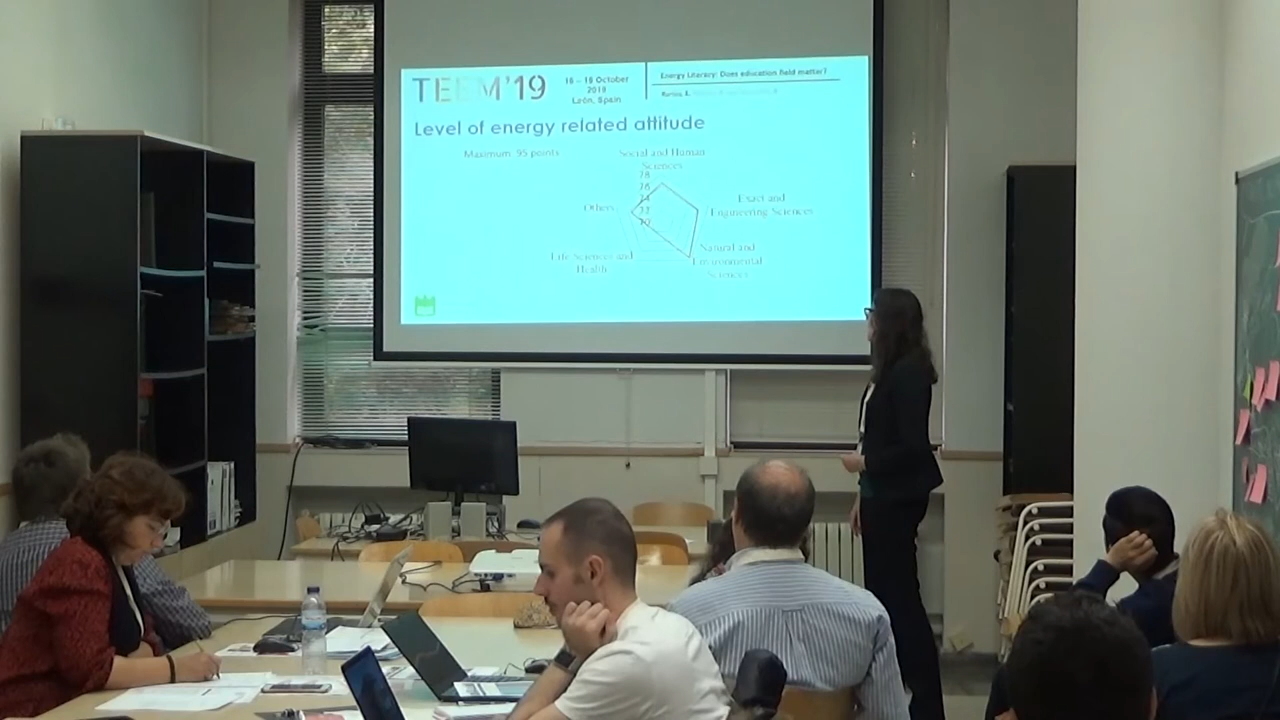 TEEM'19
16 – 18 October
2019
León, Spain
Energy Literacy: Does education field matter?
Level of energy related attitude
Maximum 95 points
Social and Human
Sciences
78
76
74
72
70
Exact and
Engineering Sciences
Others
Natural and
Environmental
Sciences
Life Sciences and
Health